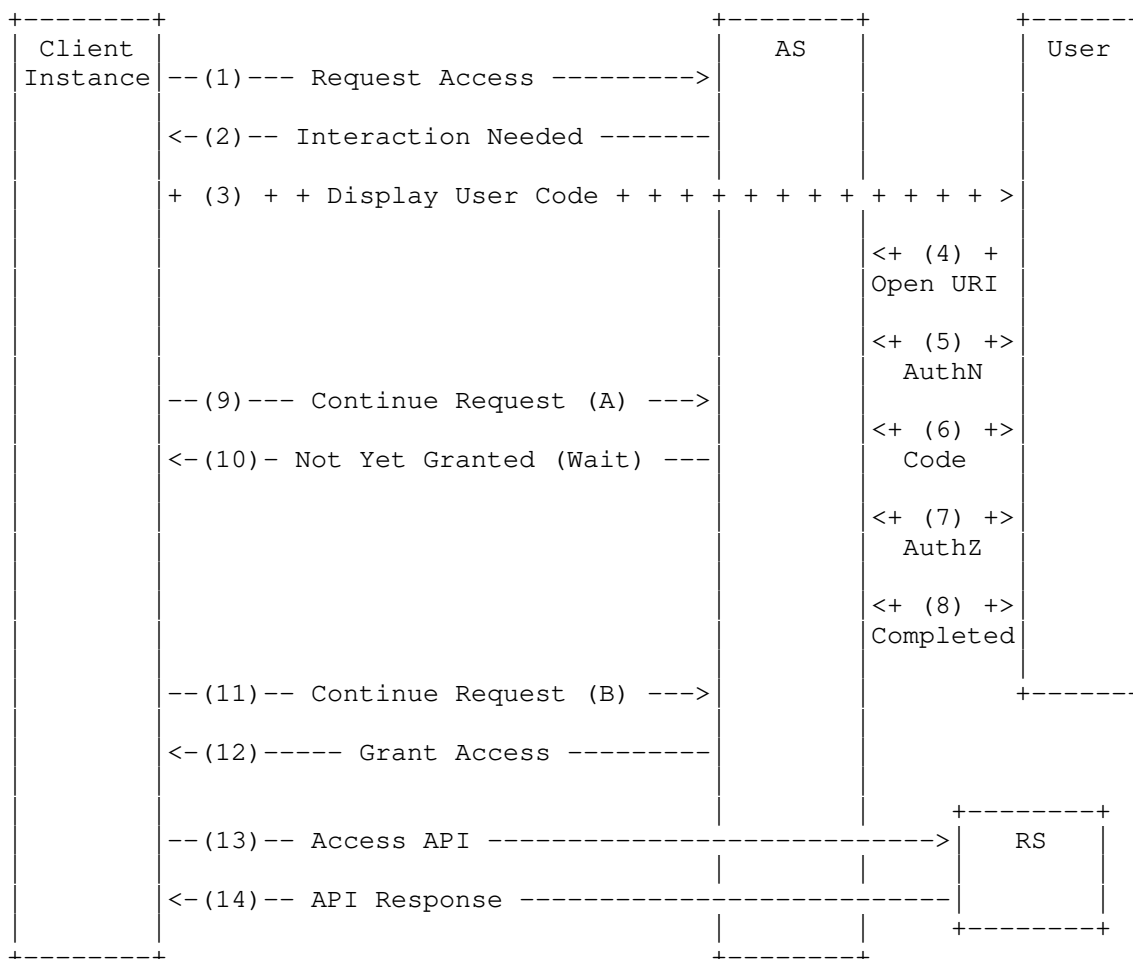 Client AS User
Instance --(1)--- Request Access --------->
<-(2)-- Interaction Needed -------
+ (3) + + Display User Code + + + + + + + + + + + + >
<+ (4) +
Open URI
<+ (5) +>
AuthN
--(9)--- Continue Request (A) --->
<+ (6) +>
<-(10)- Not Yet Granted (Wait) --- Code
<+ (7) +>
AuthZ
<+ (8) +>
Completed
--(11)-- Continue Request (B) --->
<-(12)----- Grant Access ---------
--(13)-- Access API ----------------------------> RS
<-(14)-- API Response ---------------------------